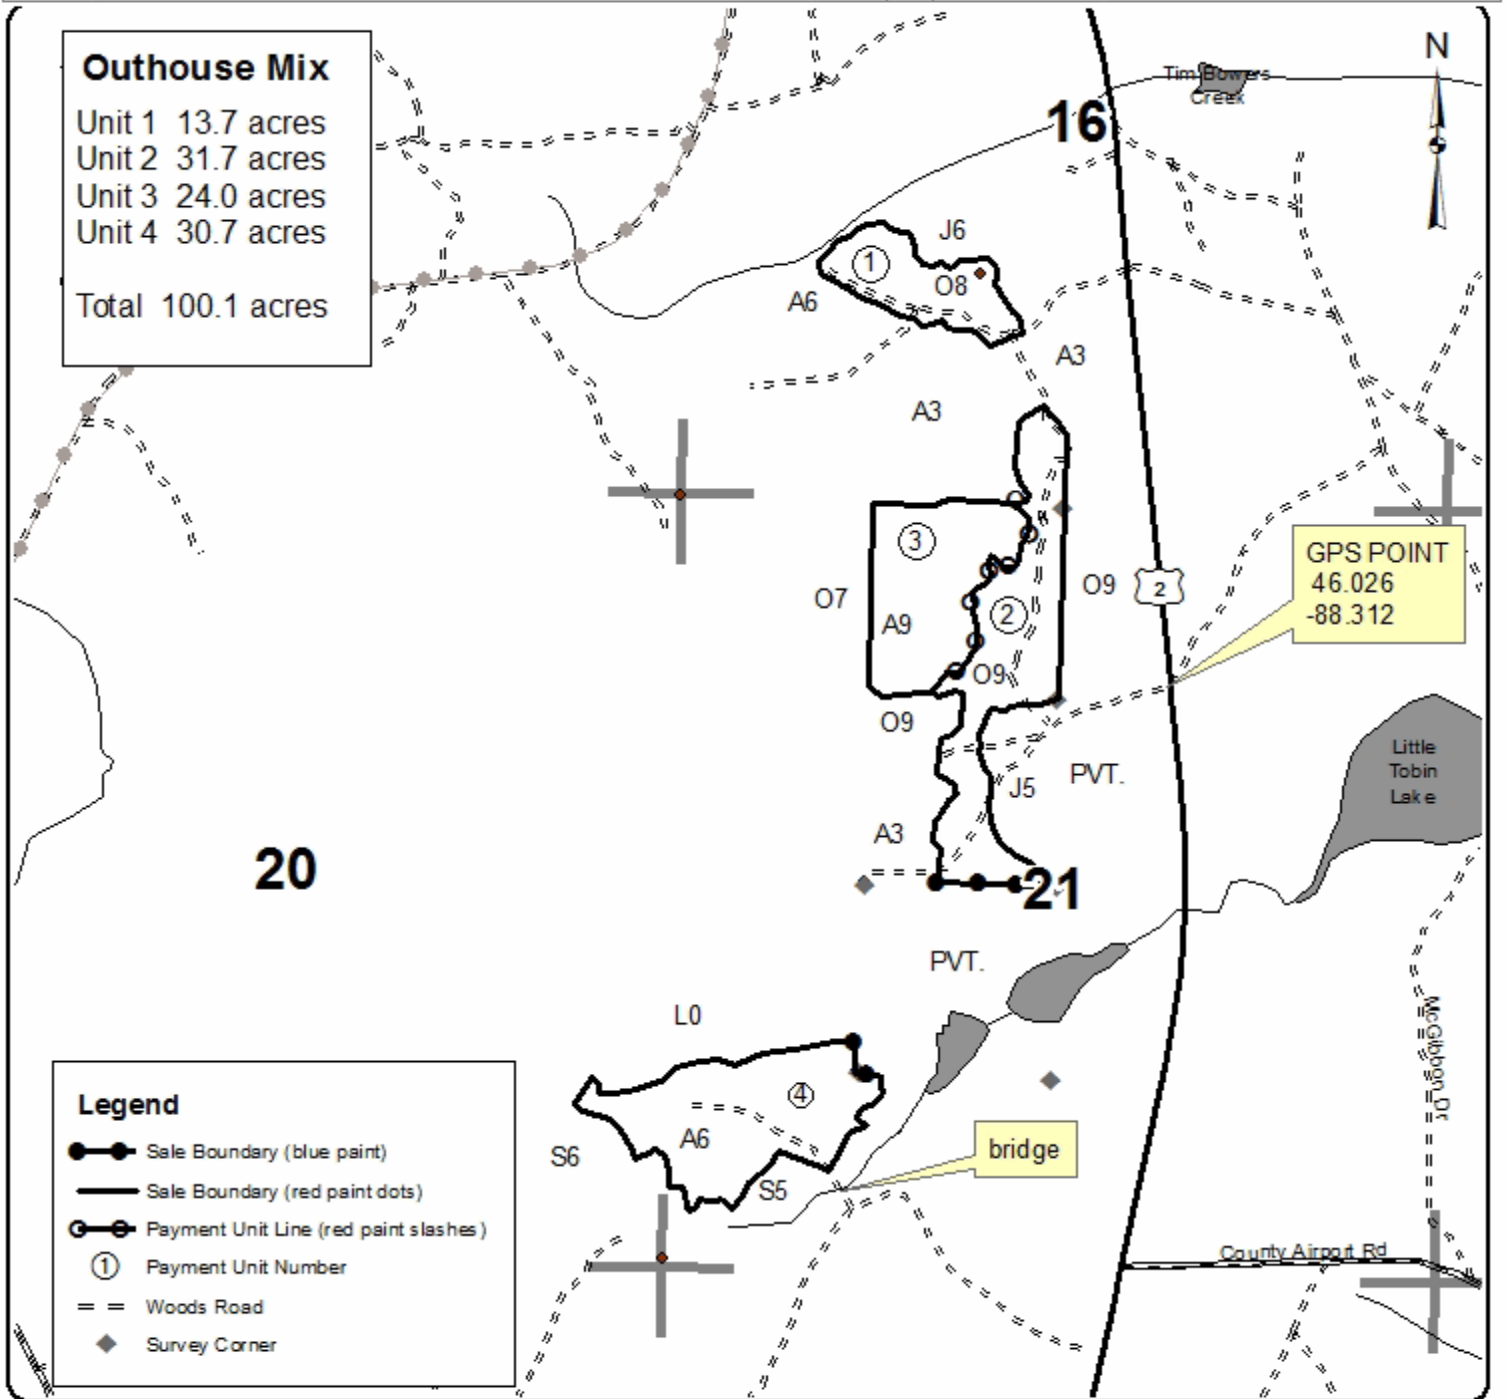 Outhouse Mix
Unit 1 13.7 acres
Unit 2 31.7 acres
Unit 3 24.0 acres
Unit 4 30.7 acres
Total 100.1 acres
N
Tim Bowers
Creek
16
J6
1
O8
A6
A3
A3
3
GPS POINT
46.026
-88.312
O7
O9
2
2
A9
O9
O9
Little
Tobin
Lake
PVT.
J5
A3
20
21
PVT.
L0
4
A6
S6
S5
bridge
McGibbon Dr
County Airport Rd
Legend
Sale Boundary (blue paint)
Sale Boundary (red paint dots)
Payment Unit Line (red paint slashes)
1 Payment Unit Number
Woods Road
Survey Corner